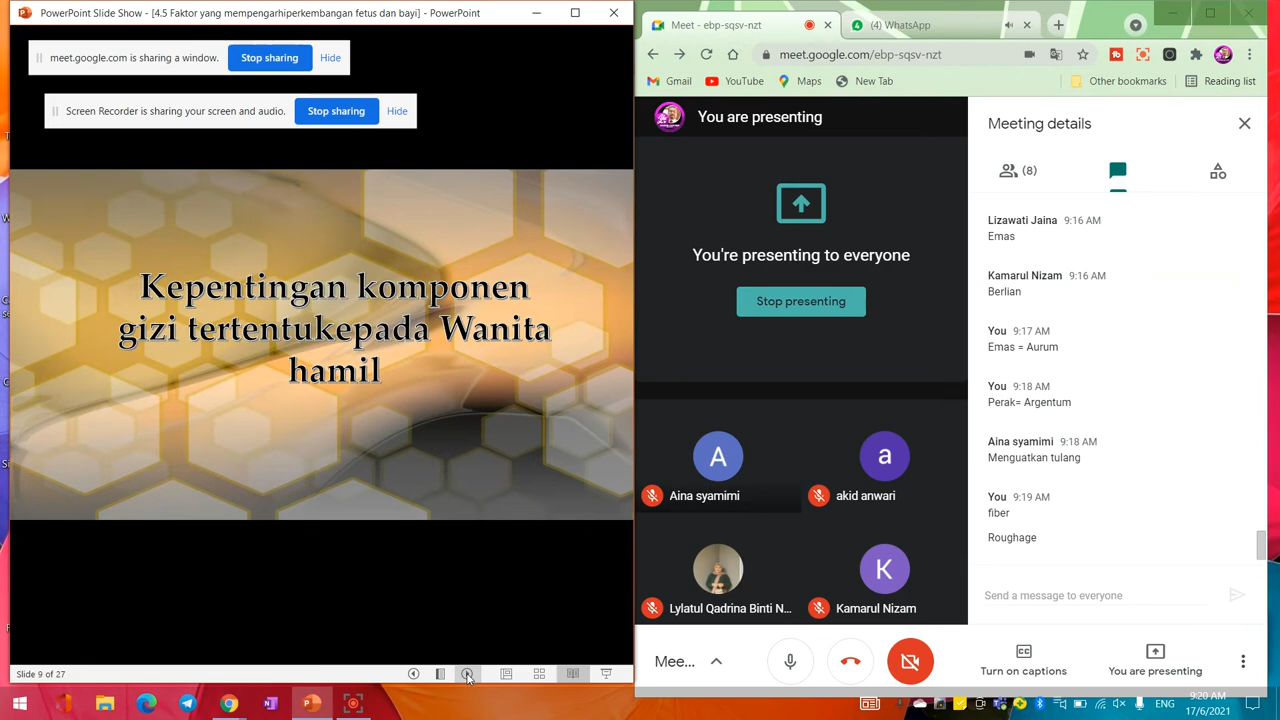 PowerPoint Slide Show - [4.5 Faktor yang mempengarhiperkembangan fetus dan bayi] - PowerPoint
meet.google.com is sharing a window.
Stop sharing
Hide
Screen Recorder is sharing your screen and audio.
Stop sharing
Hide
Kepentingan komponen
gizi tertentukepada Wanita
hamil
Slide 9 of 27
Meet - ebp-sqsv-nzt
(4) WhatsApp
meet.google.com/ebp-sqsv-nzt
Gmail
YouTube
Maps
New Tab
Other bookmarks
Reading list
You are presenting
You're presenting to everyone
Stop presenting
A
Aina syamimi
a
akid anwari
Lylatul Qadrina Binti N...
K
Kamarul Nizam
Meeting details
(8)
Lizawati Jaina 9:16 AM
Emas
Kamarul Nizam 9:16 AM
Berlian
You 9:17 AM
Emas = Aurum
You 9:18 AM
Perak= Argentum
Aina syamimi 9:18 AM
Menguatkan tulang
You 9:19 AM
fiber
Roughage
Send a message to everyone
Mee...
Turn on captions
You are presenting
ENG
9:20 AM
17/6/2021